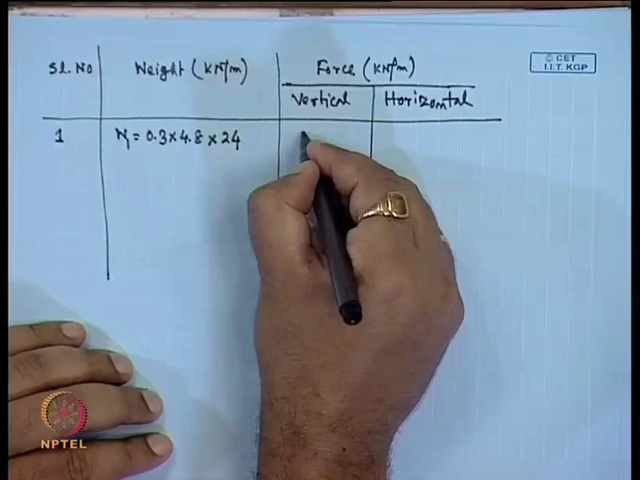 Sl. No Weight (kN/m) Force (kN/m)
Vertical Horizontal
1 W₁ = 0.3 x 4.8 x 24
© CET
I.I.T. KGP
NPTEL